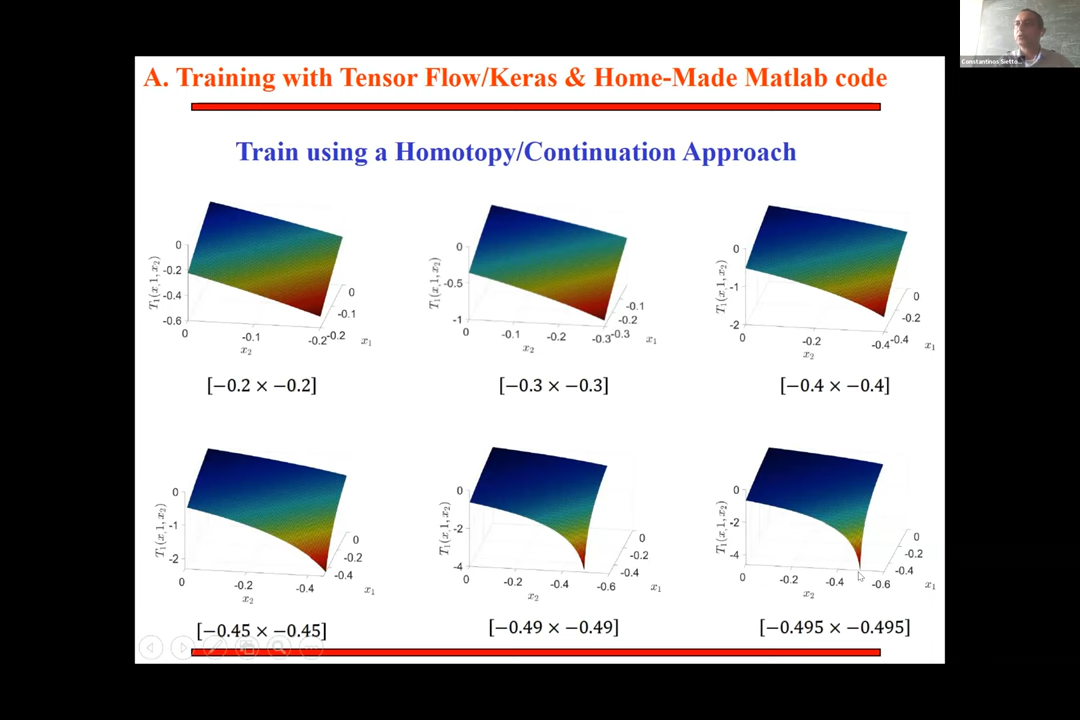 Constantinos Sietto...
A. Training with Tensor Flow/Keras & Home-Made Matlab code
Train using a Homotopy/Continuation Approach
T₁(x,1,x₂)
0
-0.2
-0.4
-0.6
0
-0.1
-0.2
x₂
-0.2
-0.1
0
x₁
[−0.2 × −0.2]
T₁(x,1,x₂)
0
-0.5
-1
0
-0.1
-0.2
-0.3
x₂
-0.3
-0.2
-0.1
x₁
[−0.3 × −0.3]
T₁(x,1,x₂)
0
-1
-2
0
-0.2
-0.4
x₂
-0.4
-0.2
0
x₁
[−0.4 × −0.4]
T₁(x,1,x₂)
0
-1
-2
0
-0.2
-0.4
x₂
-0.4
-0.2
0
x₁
[−0.45 × −0.45]
T₁(x,1,x₂)
0
-2
-4
0
-0.2
-0.4
-0.6
x₂
-0.4
-0.2
0
x₁
[−0.49 × −0.49]
T₁(x,1,x₂)
0
-2
-4
0
-0.2
-0.4
-0.6
x₂
-0.4
-0.2
0
x₁
[−0.495 × −0.495]